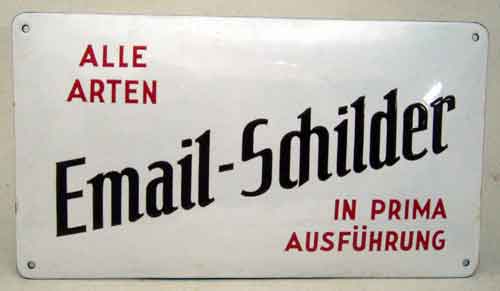 ALLE
ARTEN
Email-Schilder
IN PRIMA
AUSFÜHRUNG